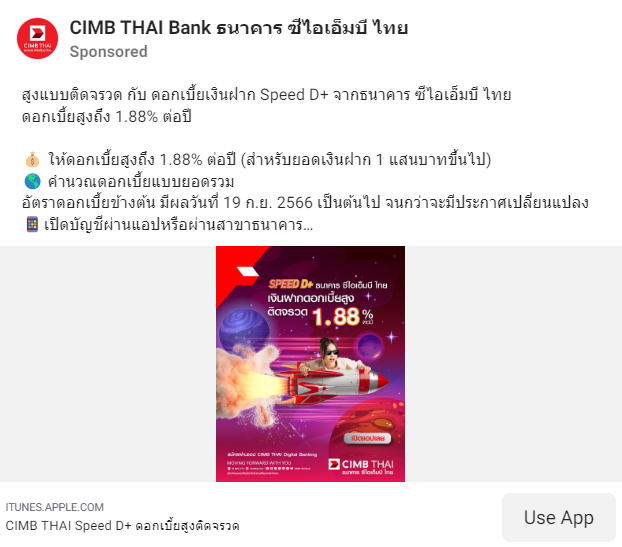 CIMB THAI Bank ธนาคาร ซีไอเอ็มบี ไทย
Sponsored
สูงแบบติดจรวด กับ ดอกเบี้ยเงินฝาก Speed D+ จากธนาคาร ซีไอเอ็มบี ไทย
ดอกเบี้ยสูงถึง 1.88% ต่อปี
💰 ให้ดอกเบี้ยสูงถึง 1.88% ต่อปี (สำหรับยอดเงินฝาก 1 แสนบาทขึ้นไป)
🌎 คำนวณดอกเบี้ยแบบยอดรวม
อัตราดอกเบี้ยข้างต้น มีผลวันที่ 19 ก.ย. 2566 เป็นต้นไป จนกว่าจะมีประกาศเปลี่ยนแปลง
📱 เปิดบัญชีผ่านแอปหรือผ่านสาขาธนาคาร...
SPEED D+ ธนาคาร ซีไอเอ็มบี ไทย
เงินฝากดอกเบี้ยสูง
ติดจรวด 1.88% ต่อปี
เปิดแอปเลย
สมัครผ่านแอป CIMB THAI Digital Banking
MOVING FORWARD WITH YOU
CIMB THAI
ธนาคาร ซีไอเอ็มบี ไทย
ITUNES.APPLE.COM
CIMB THAI Speed D+ ดอกเบี้ยสูงติดจรวด
Use App